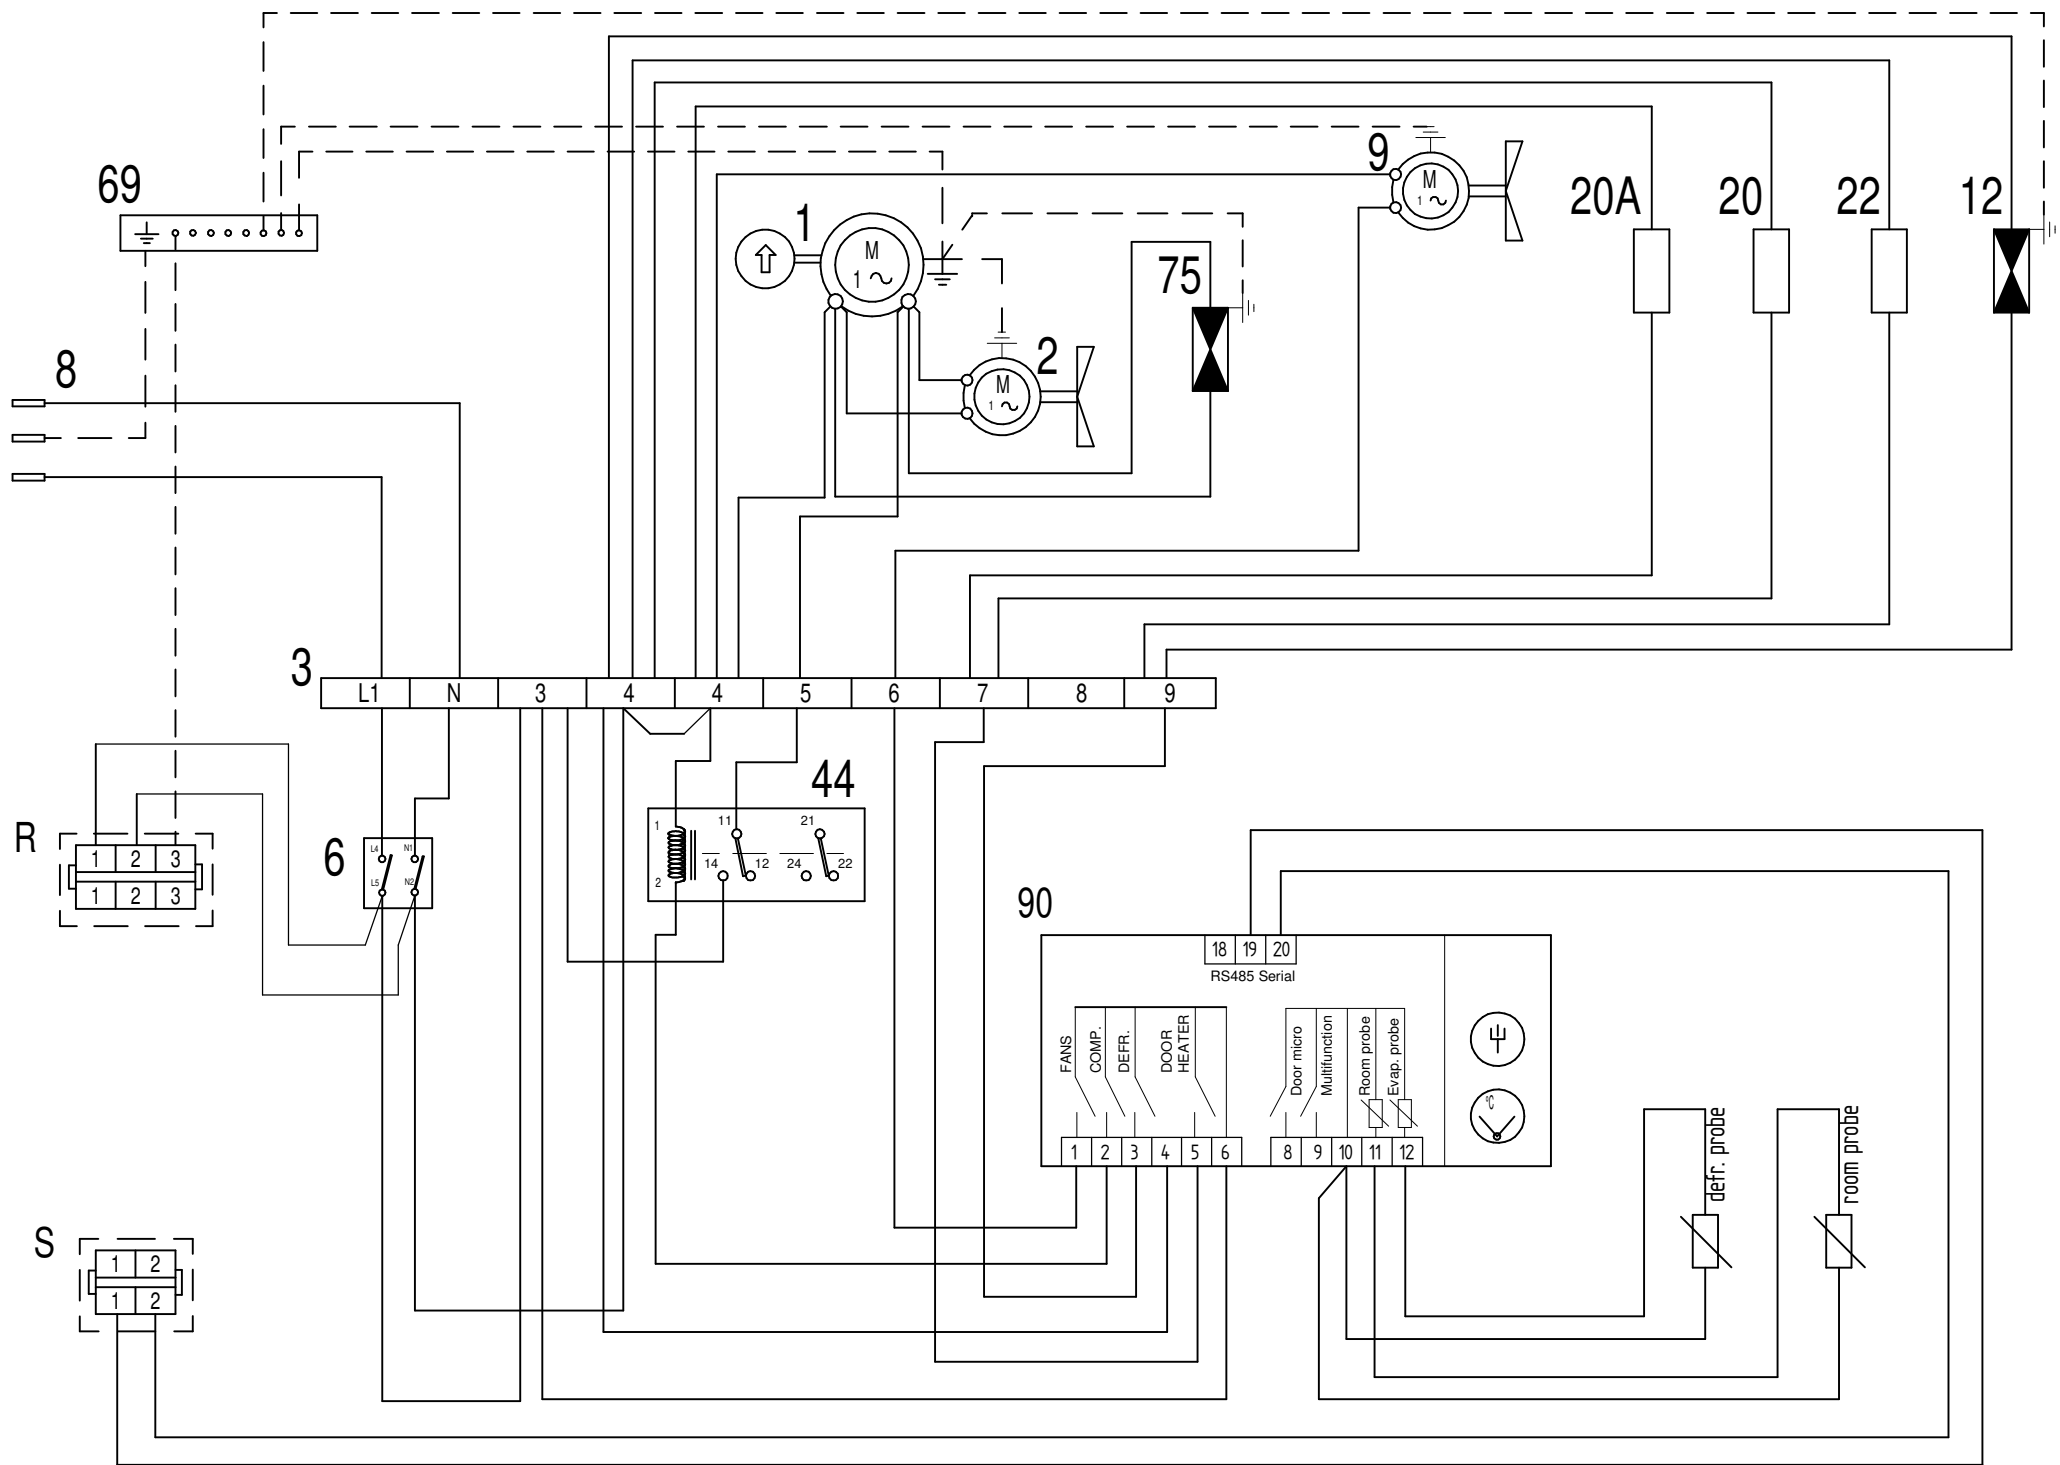 69
9
20A
20
22
12
M
1
1
M
1
75
2
M
1
8
3
L1 N 3 4 4 5 6 7 8 9
44
R
1 2 3
1 2 3
6
L4 N1
L5 N2
1
2
11
21
14 12 24 22
90
18 19 20
RS485 Serial
FANS
COMP.
DEFR.
DOOR
HEATER
Door micro
Multifunction
Room probe
Evap. probe
°C
1 2 3 4 5 6
8 9 10 11 12
defr. probe
room probe
S
1 2
1 2